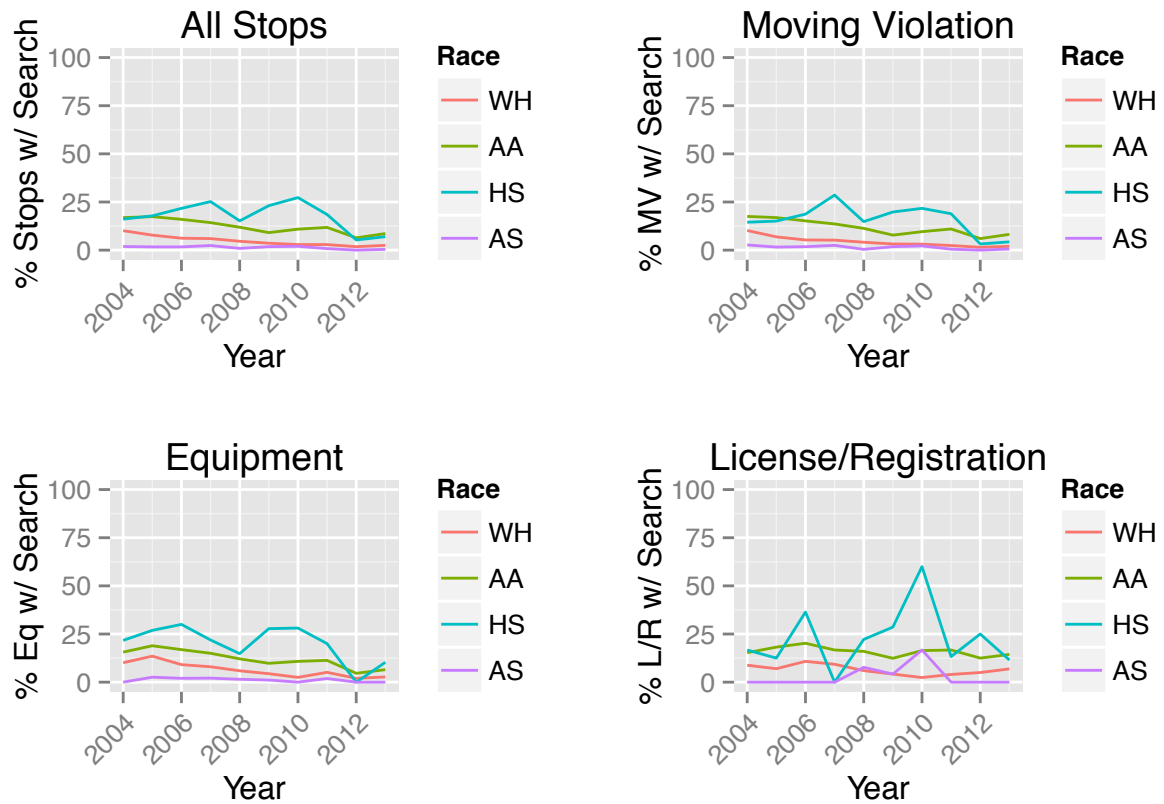 All Stops
% Stops w/ Search
100
75
50
25
0
2004
2006
2008
2010
2012
Year
Race
WH
AA
HS
AS
Moving Violation
% MV w/ Search
100
75
50
25
0
2004
2006
2008
2010
2012
Year
Race
WH
AA
HS
AS
Equipment
% Eq w/ Search
100
75
50
25
0
2004
2006
2008
2010
2012
Year
Race
WH
AA
HS
AS
License/Registration
% L/R w/ Search
100
75
50
25
0
2004
2006
2008
2010
2012
Year
Race
WH
AA
HS
AS